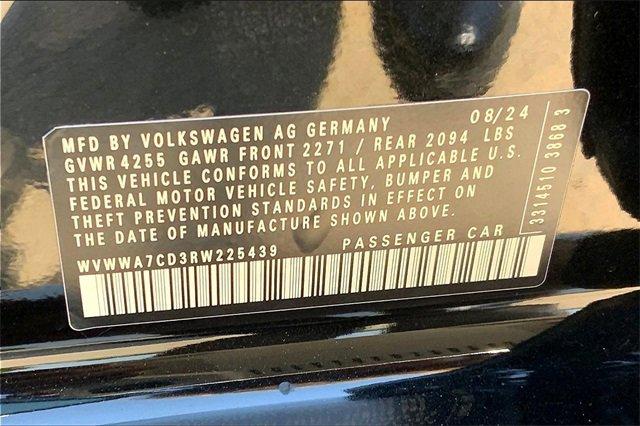 MFD BY VOLKSWAGEN AG GERMANY 08/24
GVWR 4255 GAWR FRONT 2271 / REAR 2094 LBS
THIS VEHICLE CONFORMS TO ALL APPLICABLE U.S.
FEDERAL MOTOR VEHICLE SAFETY, BUMPER AND
THEFT PREVENTION STANDARDS IN EFFECT ON
THE DATE OF MANUFACTURE SHOWN ABOVE.
WVWWA7CD3RW225439 PASSENGER CAR
3314510 3868 3